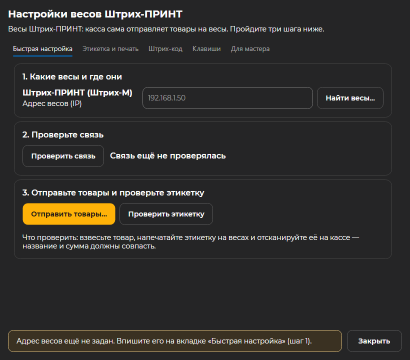 Настройки весов Штрих-ПРИНТ
Весы Штрих-ПРИНТ: касса сама отправляет товары на весы. Пройдите три шага ниже.
Быстрая настройка Этикетка и печать Штрих-код Клавиши Для мастера
1. Какие весы и где они
Штрих-ПРИНТ (Штрих-М)
Адрес весов (IP)
192.168.1.50
Найти весы...
2. Проверьте связь
Проверить связь Связь ещё не проверялась
3. Отправьте товары и проверьте этикетку
Отправить товары... Проверить этикетку
Что проверить: взвесьте товар, напечатайте этикетку на весах и отсканируйте её на кассе —
название и сумма должны совпасть.
Адрес весов ещё не задан. Впишите его на вкладке «Быстрая настройка» (шаг 1). Закрыть